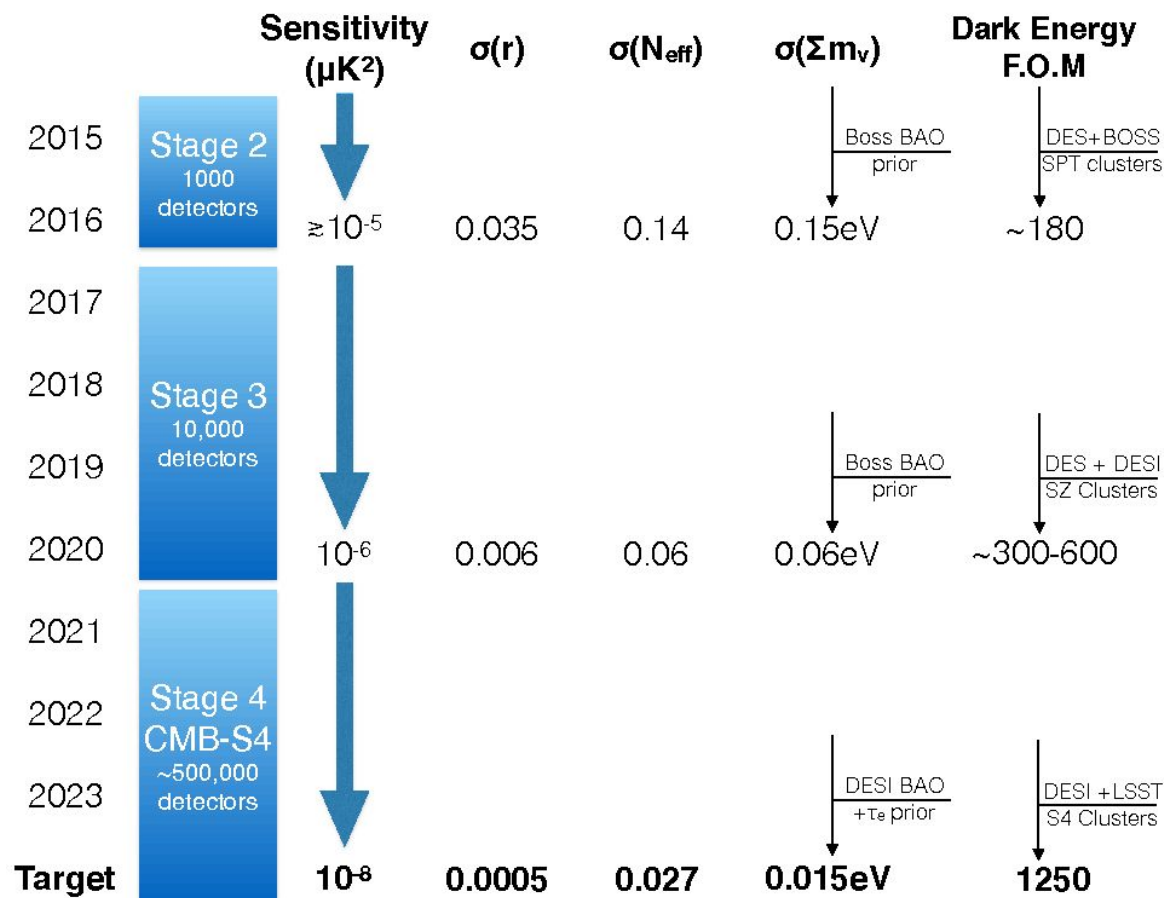 Sensitivity
(µK²)
σ(r)
σ(Neff)
σ(Σmν)
Dark Energy
F.O.M
2015
Stage 2
1000
detectors
Boss BAO
prior
DES+BOSS
SPT clusters
2016
≳10⁻⁵
0.035
0.14
0.15eV
~180
2017
2018
Stage 3
10,000
detectors
2019
Boss BAO
prior
DES + DESI
SZ Clusters
2020
10⁻⁶
0.006
0.06
0.06eV
~300-600
2021
2022
Stage 4
CMB-S4
~500,000
detectors
2023
DESI BAO
+τe prior
DESI +LSST
S4 Clusters
Target
10⁻⁸
0.0005
0.027
0.015eV
1250